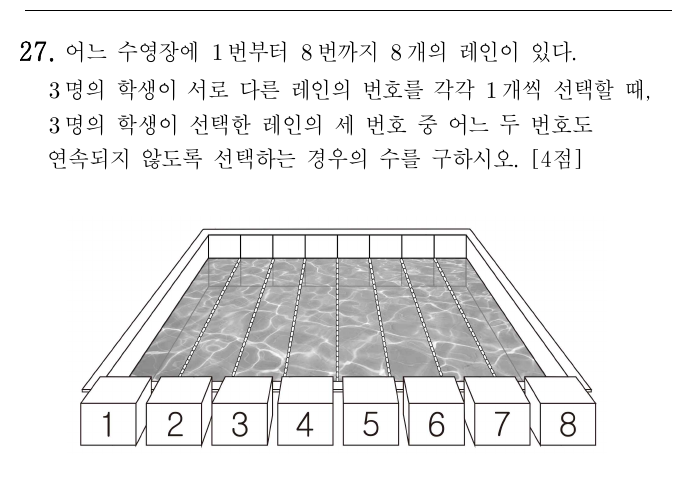 27. 어느 수영장에 1번부터 8번까지 8개의 레인이 있다.
3명의 학생이 서로 다른 레인의 번호를 각각 1개씩 선택할 때,
3명의 학생이 선택한 레인의 세 번호 중 어느 두 번호도
연속되지 않도록 선택하는 경우의 수를 구하시오. [4점]
1 2 3 4 5 6 7 8